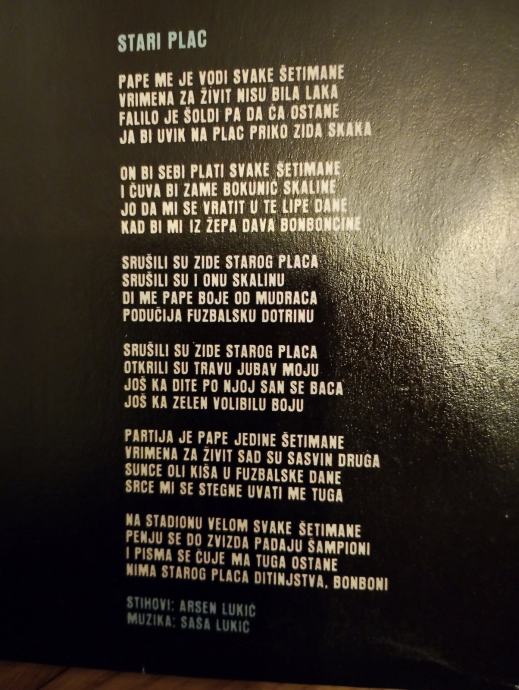 STARI PLAC
PAPE ME JE VODI SVAKE ŠETIMANE
VRIMENA ZA ŽIVIT NISU BILA LAKA
FALILO JE ŠOLDI PA DA ČA OSTANE
JA BI UVIK NA PLAC PRIKO ZIDA SKAKA
ON BI SEBI PLATI SVAKE ŠETIMANE
I ČUVA BI ZAME BOKUNIĆ SKALINE
JO DA MI SE VRATIT U TE LIPE DANE
KAD BI MI IZ ŽEPA DAVA BONBONCINE
SRUŠILI SU ZIDE STAROG PLACA
SRUŠILI SU I ONU SKALINU
DI ME PAPE BOJE OD MUDRACA
PODUČIJA FUZBALSKU DOTRINU
SRUŠILI SU ZIDE STAROG PLACA
OTKRILI SU TRAVU JUBAV MOJU
JOŠ KA DITE PO NJOJ SAN SE BACA
JOŠ KA ZELEN VOLIBILU BOJU
PARTIJA JE PAPE JEDINE ŠETIMANE
VRIMENA ZA ŽIVIT SAD SU SASVIN DRUGA
SUNCE OLI KIŠA U FUZBALSKE DANE
SRCE MI SE STEGNE UVATI ME TUGA
NA STADIONU VELOM SVAKE ŠETIMANE
PENJU SE DO ZVIZDA PADAJU ŠAMPIONI
I PISMA SE ČUJE MA TUGA OSTANE
NIMA STAROG PLACA DITINJSTVA, BONBONI
STIHOVI: ARSEN LUKIĆ
MUZIKA: SAŠA LUKIĆ